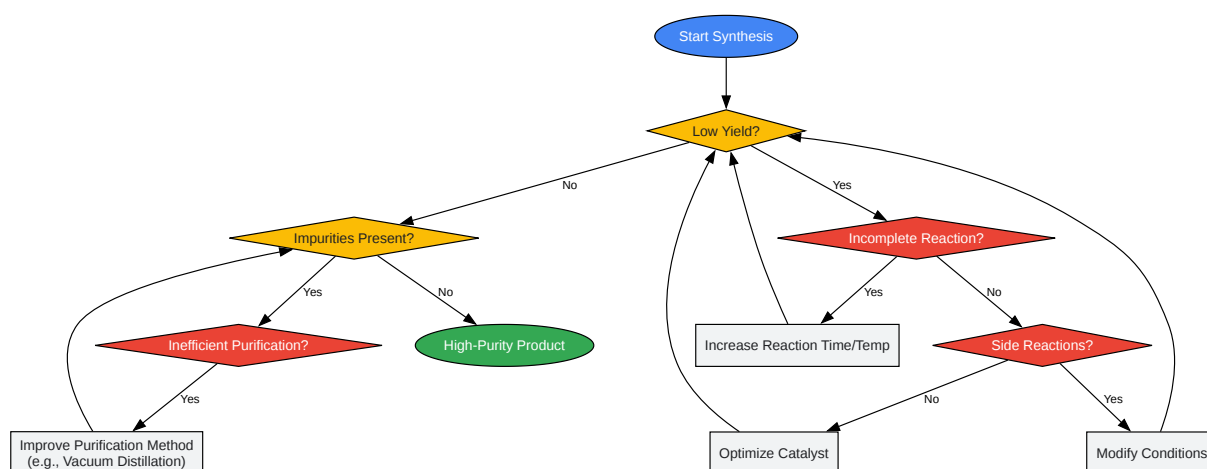 Start Synthesis
Low Yield?
No
Yes
Impurities Present?
Incomplete Reaction?
Yes
No
Yes
No
Inefficient Purification?
High-Purity Product
Increase Reaction Time/Temp
Side Reactions?
Yes
No
Yes
Improve Purification Method
(e.g., Vacuum Distillation)
Optimize Catalyst
Modify Conditions